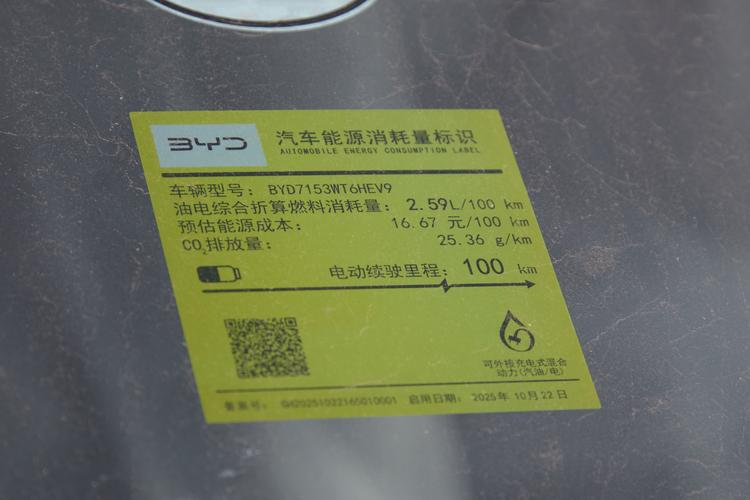 BYD
汽车能源消耗量标识
AUTOMOBILE ENERGY CONSUMPTION LABEL
车辆型号: BYD7153WT6HEV9
油电综合折算燃料消耗量: 2.59L/100 km
预估能源成本: 16.67 元/100 km
CO₂排放量: 25.36 g/km
电动续驶里程: 100 km
可外接充电式混合
动力(汽油/电)
备案号: GH20251022165010001 启用日期: 2025年10月22日